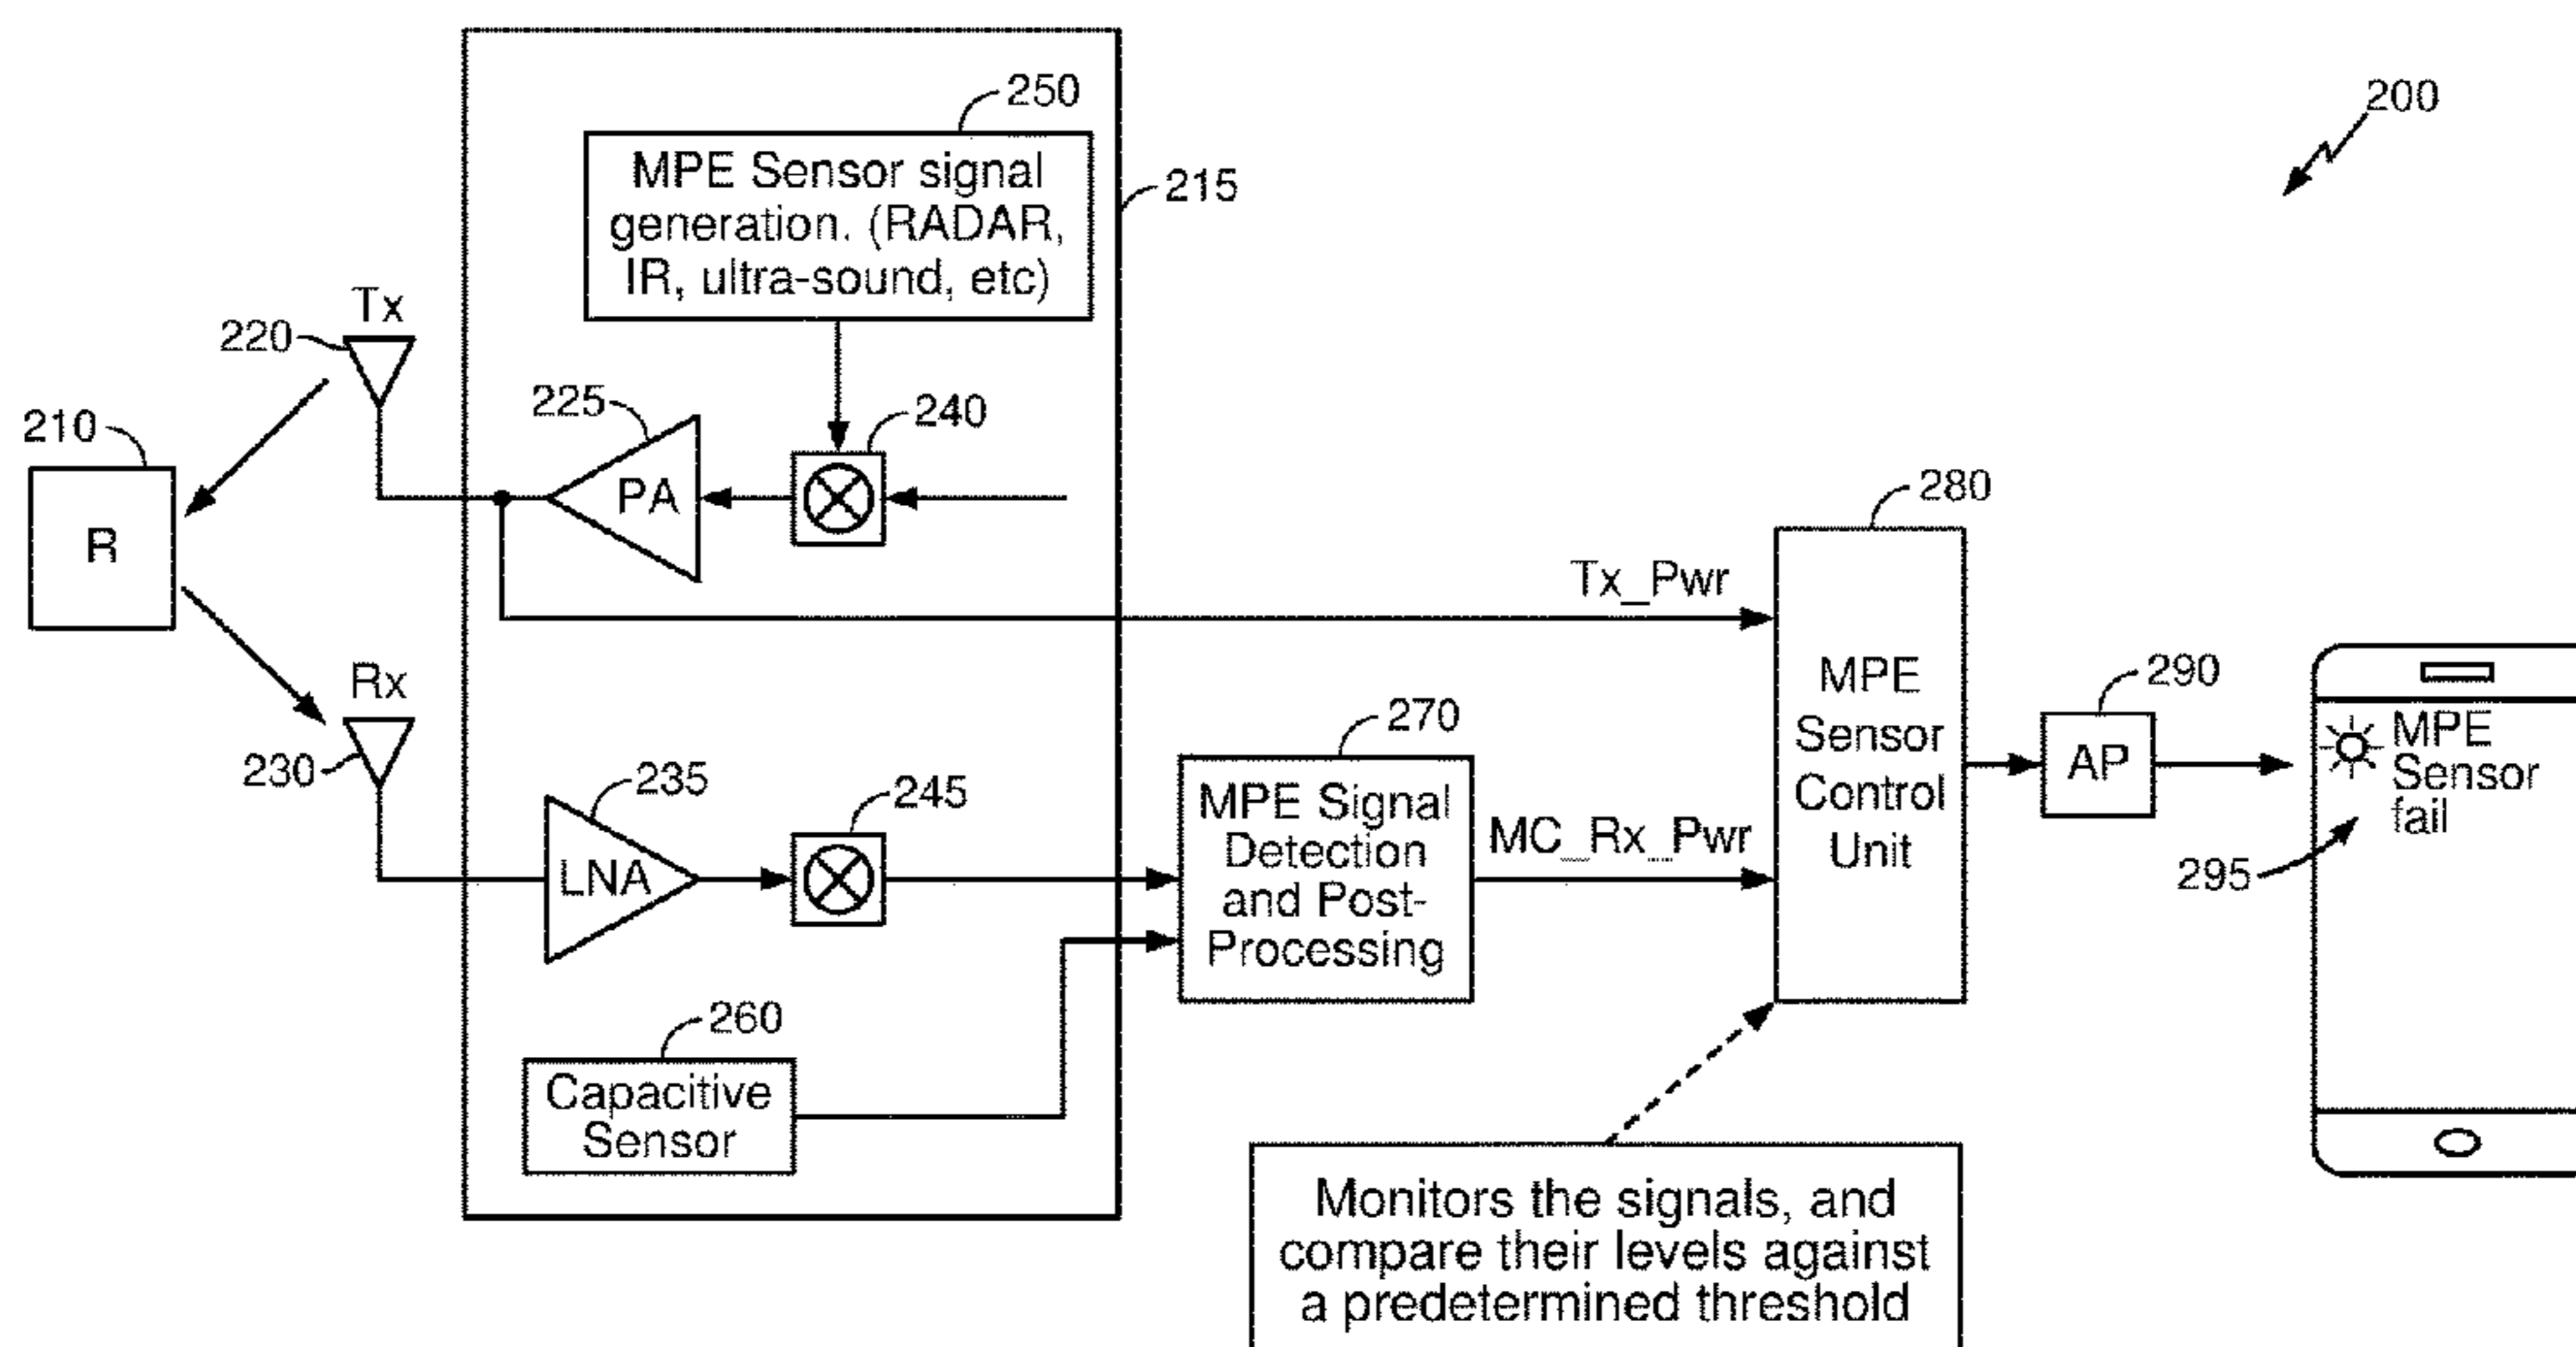 250
MPE Sensor signal
generation. (RADAR,
IR, ultra-sound, etc)
215
200
Tx
220
225
240
210
PA
R
280
Tx_Pwr
Rx
230
235
245
LNA
270
MPE Signal
Detection
and Post-
Processing
MC_Rx_Pwr
MPE
Sensor
Control
Unit
290
AP
MPE
Sensor
fail
295
260
Capacitive
Sensor
Monitors the signals, and
compare their levels against
a predetermined threshold